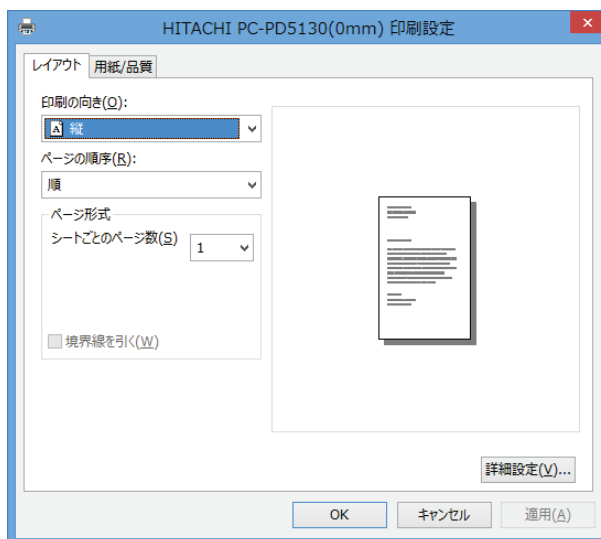 HITACHI PC-PD5130(0mm) 印刷設定
レイアウト 用紙/品質
印刷の向き(O):
縦
ページの順序(R):
順
ページ形式
シートごとのページ数(S) 1
境界線を引く(W)
詳細設定(V)...
OK キャンセル 適用(A)